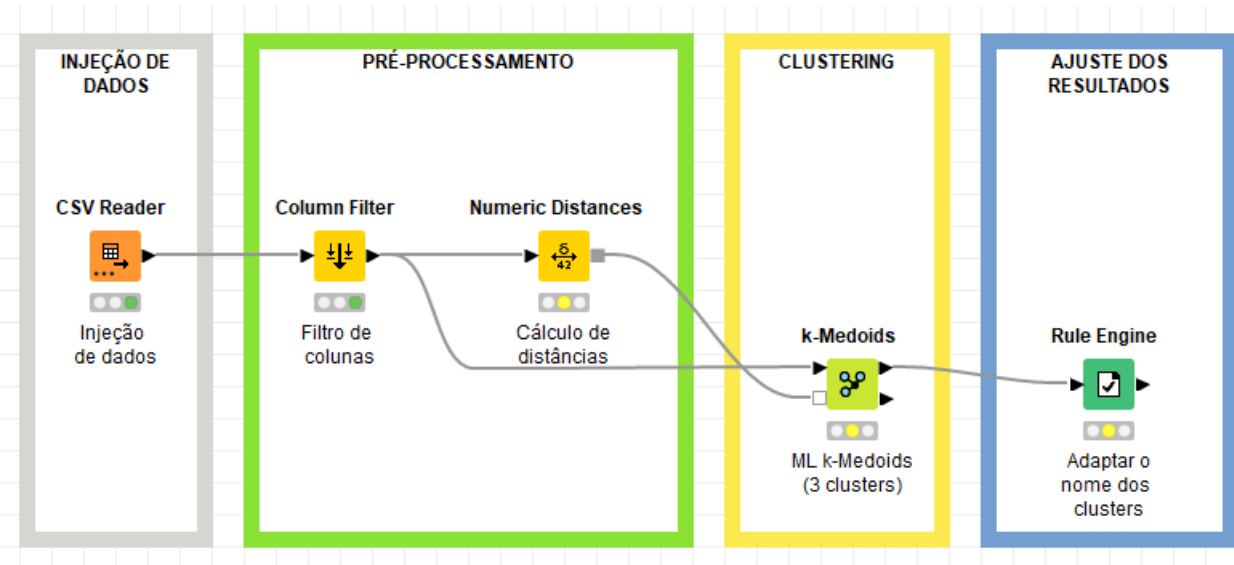 INJEÇÃO DE
DADOS
PRÉ-PROCESSAMENTO
CLUSTERING
AJUSTE DOS
RESULTADOS
CSV Reader
Column Filter
Numeric Distances
δ
42
Injeção
de dados
Filtro de
colunas
Cálculo de
distâncias
k-Medoids
Rule Engine
ML k-Medoids
(3 clusters)
Adaptar o
nome dos
clusters